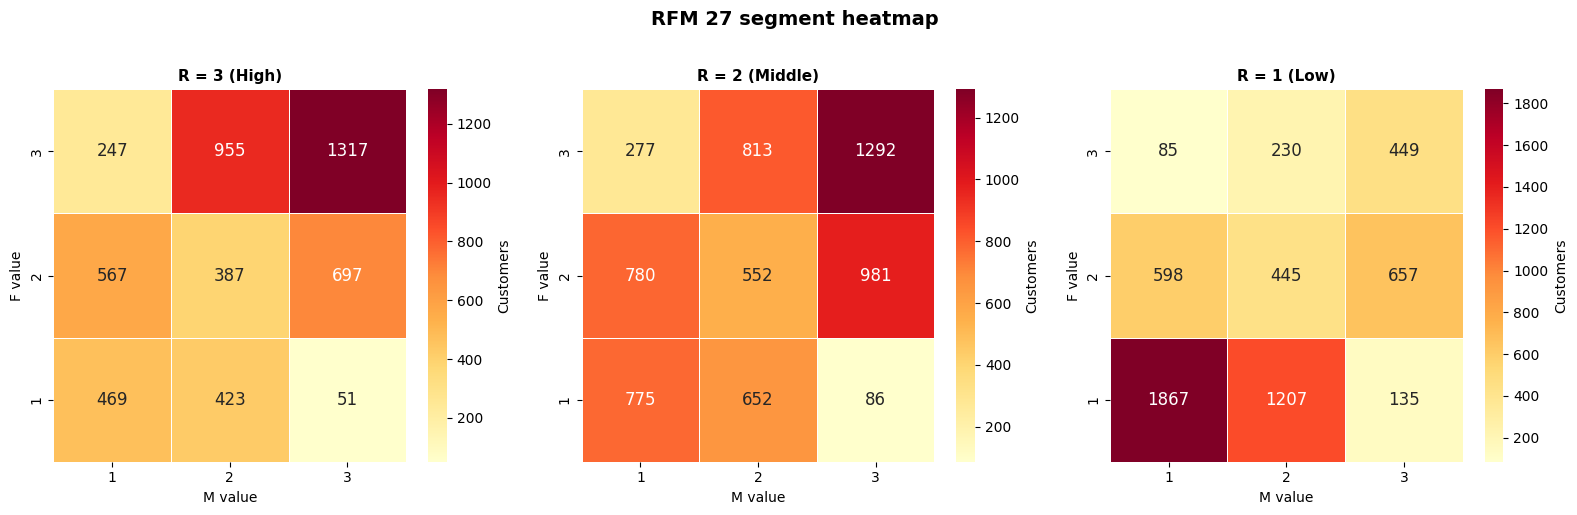 RFM 27 segment heatmap
R = 3 (High)
3
2
1
F value
247 955 1317
567 387 697
469 423 51
1 2 3
M value
1200
1000
800
600
400
200
Customers
R = 2 (Middle)
3
2
1
F value
277 813 1292
780 552 981
775 652 86
1 2 3
M value
1200
1000
800
600
400
200
Customers
R = 1 (Low)
3
2
1
F value
85 230 449
598 445 657
1867 1207 135
1 2 3
M value
1800
1600
1400
1200
1000
800
600
400
200
Customers